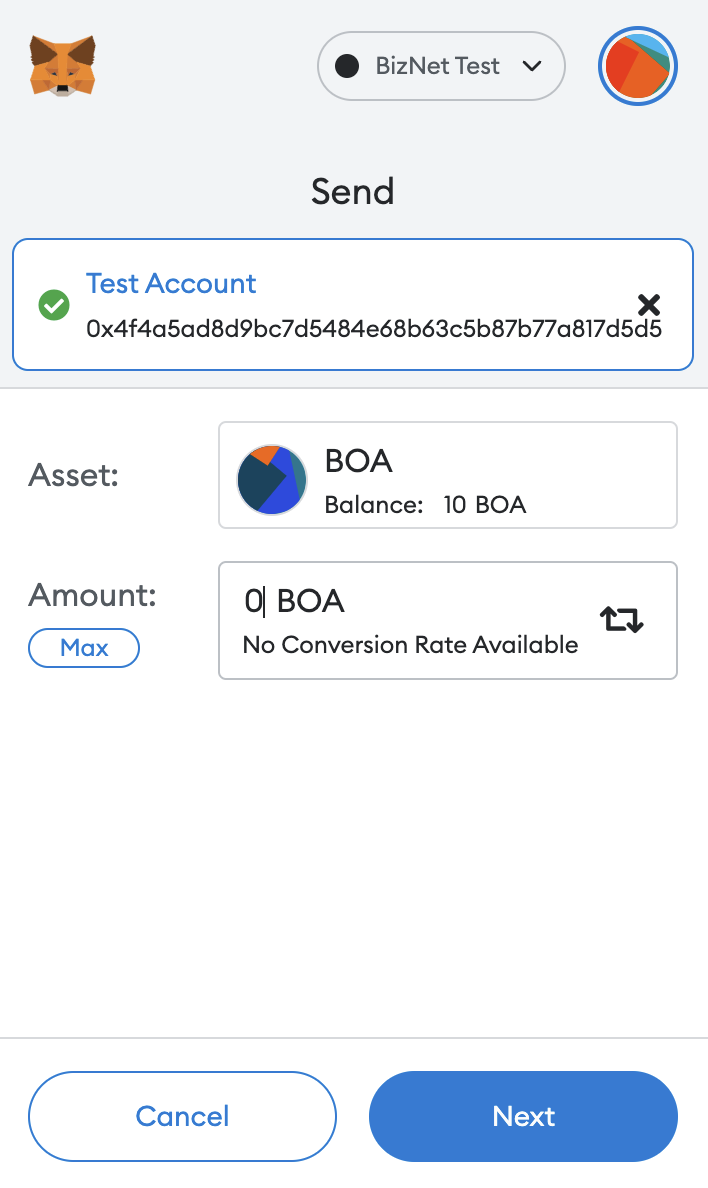 BizNet Test
Send
Test Account
0x4f4a5ad8d9bc7d5484e68b63c5b87b77a817d5d5
Asset:
BOA
Balance: 10 BOA
Amount:
Max
0 BOA
No Conversion Rate Available
Cancel
Next